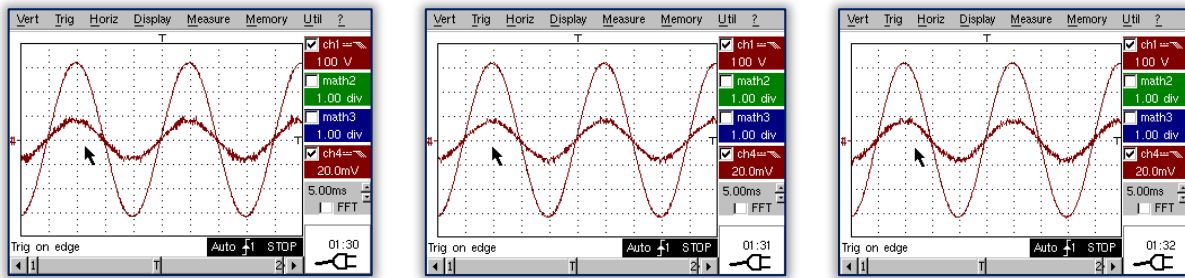 Vert Trig Horiz Display Measure Memory Util ?
T
ch1
100 V
math2
1.00 div
math3
1.00 div
T
ch4
20.0mV
5.00ms
FFT
Trig on edge Auto 1 STOP 01:30
1 T 2
Vert Trig Horiz Display Measure Memory Util ?
T
ch1
100 V
math2
1.00 div
math3
1.00 div
T
ch4
20.0mV
5.00ms
FFT
Trig on edge Auto 1 STOP 01:31
1 T 2
Vert Trig Horiz Display Measure Memory Util ?
T
ch1
100 V
math2
1.00 div
math3
1.00 div
T
ch4
20.0mV
5.00ms
FFT
Trig on edge Auto 1 STOP 01:32
1 T 2